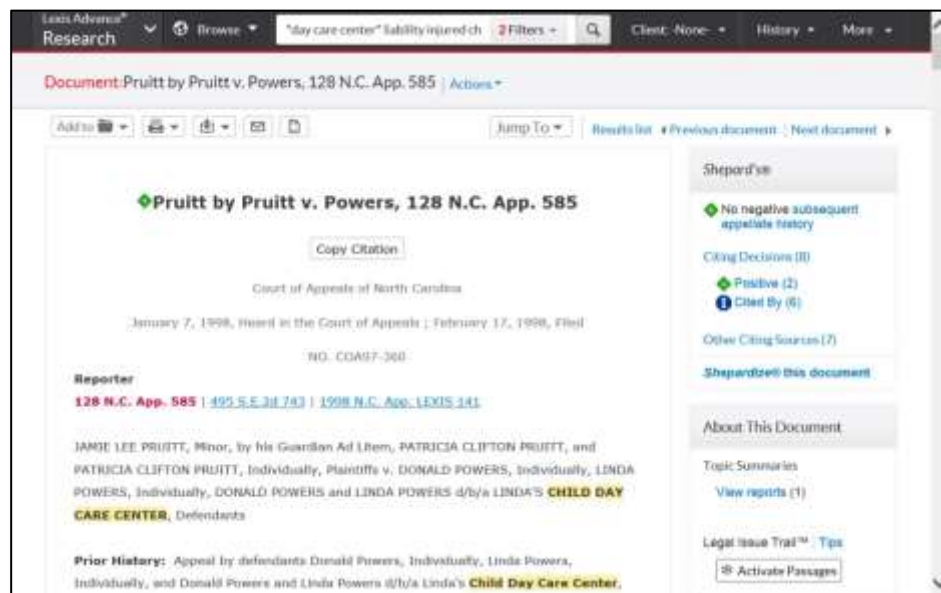 Lexis Advance®
Research
Browse
"day care center" liability injured ch
2 Filters
Client: -None-
History
More
Document:Pruitt by Pruitt v. Powers, 128 N.C. App. 585 | Actions
Add to
Jump To
Results list Previous document | Next document
Pruitt by Pruitt v. Powers, 128 N.C. App. 585
Copy Citation
Court of Appeals of North Carolina
January 7, 1998, Heard in the Court of Appeals ; February 17, 1998, Filed
NO. COA97-360
Reporter
128 N.C. App. 585 | 495 S.E.2d 743 | 1998 N.C. App. LEXIS 141
JAMIE LEE PRUITT, Minor, by his Guardian Ad Litem, PATRICIA CLIFTON PRUITT, and
PATRICIA CLIFTON PRUITT, Individually, Plaintiffs v. DONALD POWERS, Individually, LINDA
POWERS, Individually, DONALD POWERS and LINDA POWERS d/b/a LINDA'S CHILD DAY
CARE CENTER, Defendants
Prior History: Appeal by defendants Donald Powers, Individually, Linda Powers,
Individually, and Donald Powers and Linda Powers d/b/a Linda's Child Day Care Center,
Shepard's®
No negative subsequent
appellate history
Citing Decisions (8)
Positive (2)
Cited By (6)
Other Citing Sources (7)
Shepardize® this document
About This Document
Topic Summaries
View reports (1)
Legal Issue Trail™ Tips
Activate Passages